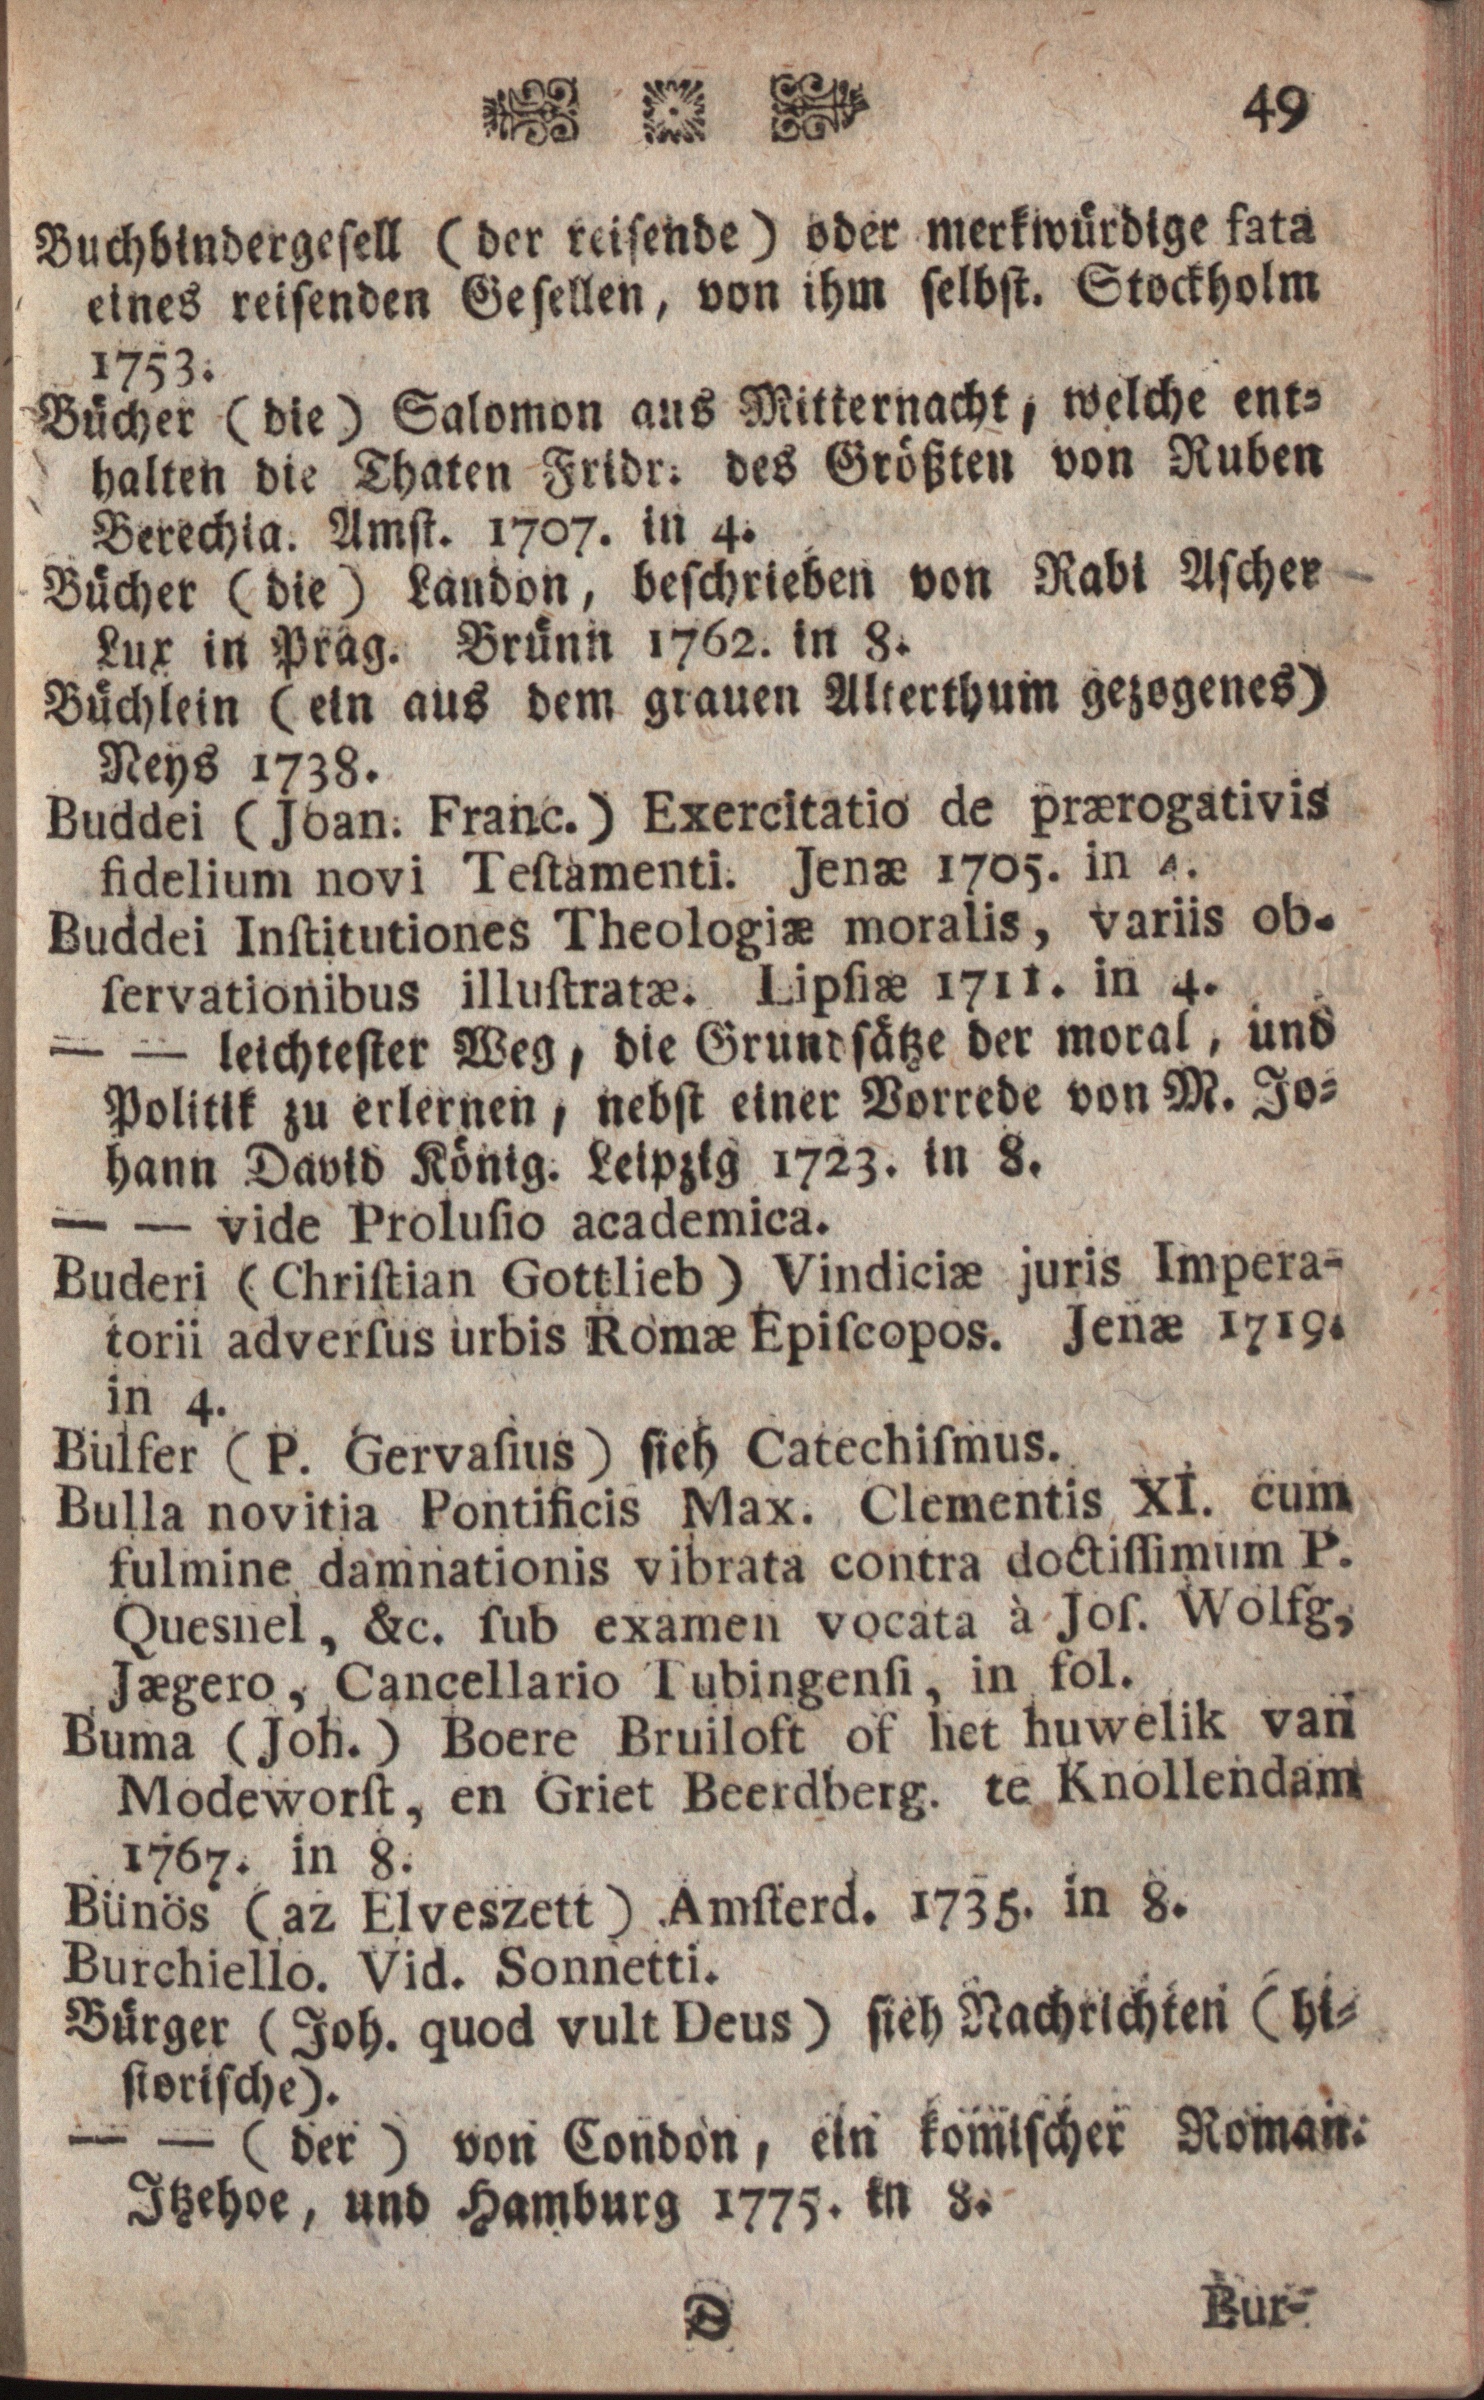 49
Buchbindergesell (der reisende) oder merkwürdige fata
eines reisenden Gesellen, von ihm selbst. Stockholm
1753.
Bücher (die) Salomon aus Mitternacht, welche ent=
halten die Thaten Fridr. des Größten von Ruben
Berechia. Amst. 1707. in 4.
Bücher (die) Laudon, beschrieben von Rabi Ascher
Lux in Prag. Brünn 1762. in 8.
Büchlein (ein aus dem grauen Alterthum gezogenes)
Neys 1738.
Buddei (Joan. Franc.) Exercitatio de prærogativis
fidelium novi Teſtamenti. Jenæ 1705. in 4.
Buddei Inſtitutiones Theologiæ moralis, variis ob-
ſervationibus illuſtratæ. Lipſiæ 1711. in 4.
— — leichtester Weg, die Grundsätze der moral, und
Politik zu erlernen, nebst einer Vorrede von M. Jo=
hann David König. Leipzig 1723. in 8.
— — vide Proluſio academica.
Buderi (Chriſtian Gottlieb) Vindiciæ juris Impera-
torii adverſus urbis Romæ Epiſcopos. Jenæ 1719.
in 4.
Bulfer (P. Gervaſius) sieh Catechiſmus.
Bulla novitia Pontificis Max. Clementis XI. cum
fulmine damnationis vibrata contra doctiſſimum P.
Quesnel, &c. ſub examen vocata à Joſ. Wolfg,
Jægero, Cancellario Tubingenſi, in fol.
Buma (Joh.) Boere Bruiloft of het huwelik van
Modeworſt, en Griet Beerdberg. te Knollendam
1767. in 8.
Bünös (az Elveszett) Amſterd. 1735. in 8.
Burchiello. Vid. Sonnetti.
Bürger (Joh. quod vult Deus) sieh Nachrichten (hi=
storische).
— — (der) von Condon, ein komischer Roman.
Itzehoe, und Hamburg 1775. in 8.
D
Bur-